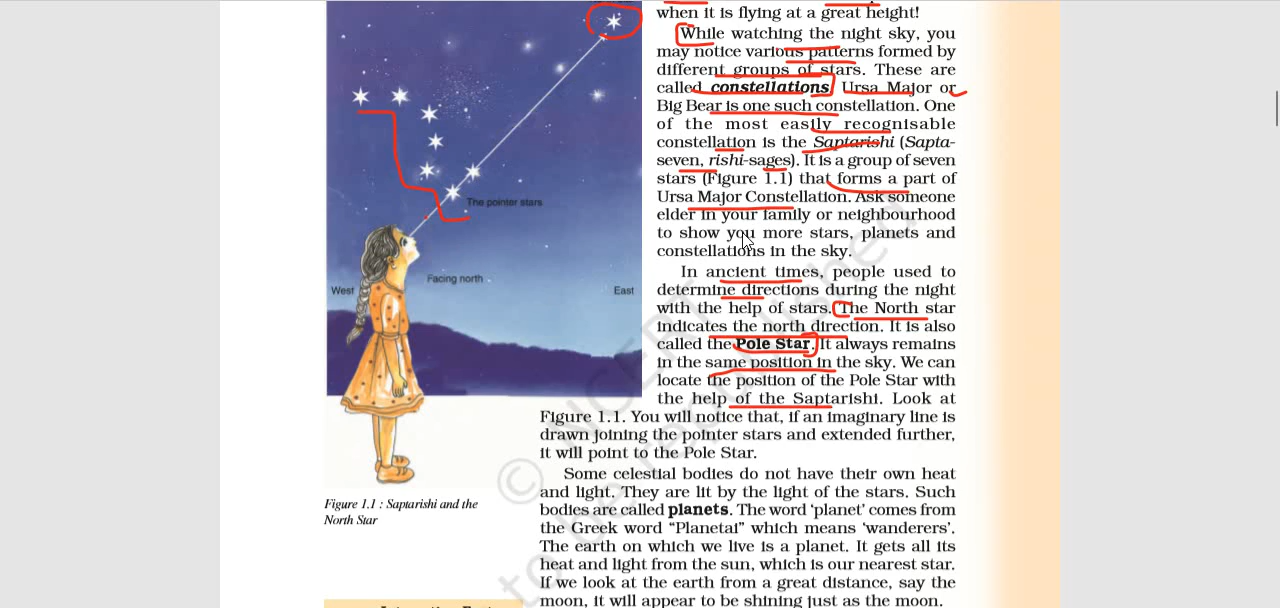 when it is flying at a great height!
While watching the night sky, you
may notice various patterns formed by
different groups of stars. These are
called constellations. Ursa Major or
Big Bear is one such constellation. One
of the most easily recognisable
constellation is the Saptarishi (Sapta-
seven, rishi-sages). It is a group of seven
stars (Figure 1.1) that forms a part of
Ursa Major Constellation. Ask someone
elder in your family or neighbourhood
to show you more stars, planets and
constellations in the sky.
In ancient times, people used to
determine directions during the night
with the help of stars. The North star
indicates the north direction. It is also
called the Pole Star. It always remains
in the same position in the sky. We can
locate the position of the Pole Star with
the help of the Saptarishi. Look at
Figure 1.1. You will notice that, if an imaginary line is
drawn joining the pointer stars and extended further,
it will point to the Pole Star.
Some celestial bodies do not have their own heat
and light. They are lit by the light of the stars. Such
bodies are called planets. The word ‘planet’ comes from
the Greek word “Planetai” which means ‘wanderers’.
The earth on which we live is a planet. It gets all its
heat and light from the sun, which is our nearest star.
If we look at the earth from a great distance, say the
moon, it will appear to be shining just as the moon.
The pointer stars
Facing north
West
East
Figure 1.1 : Saptarishi and the
North Star
© NCERT
to be republished